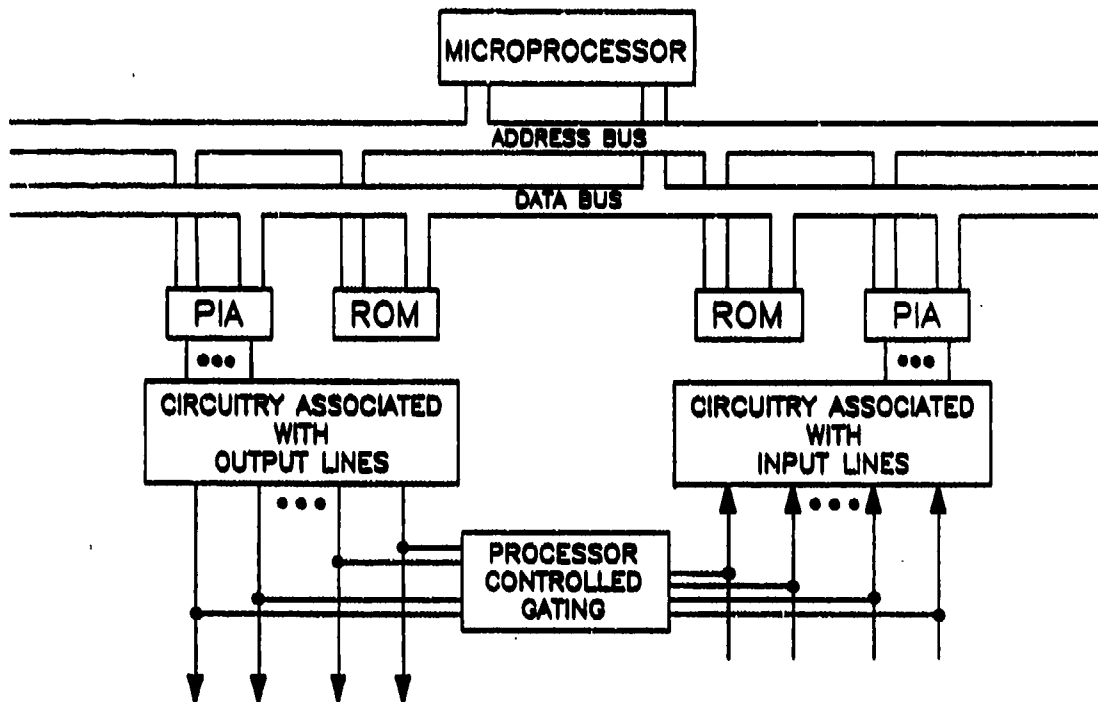 MICROPROCESSOR
ADDRESS BUS
DATA BUS
PIA
ROM
ROM
PIA
CIRCUITRY ASSOCIATED
WITH
OUTPUT LINES
CIRCUITRY ASSOCIATED
WITH
INPUT LINES
PROCESSOR
CONTROLLED
GATING